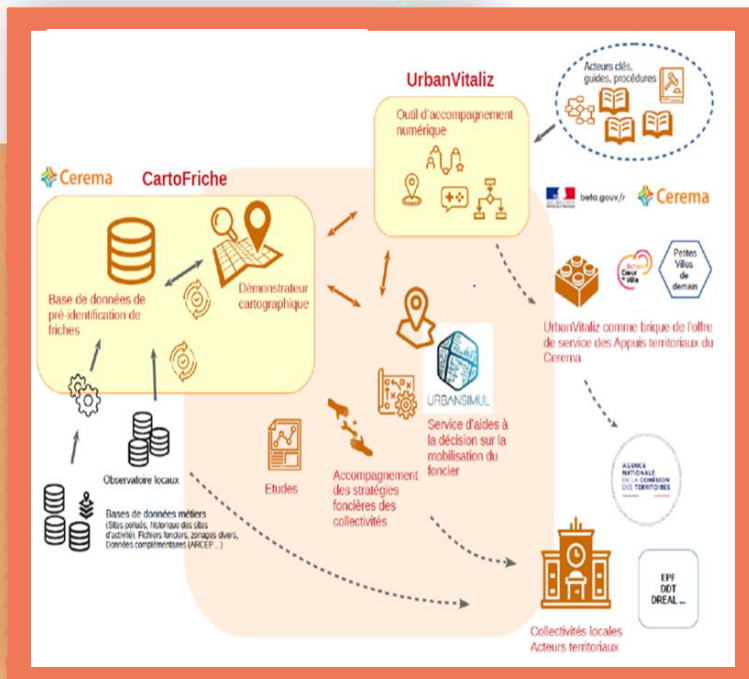 UrbanVitaliz
Outil d'accompagnement
numérique
Acteurs clés,
guides, procédures
Cerema
CartoFriche
Base de données de
pré-identification de
friches
Démonstrateur
cartographique
beta.gouv.fr
Cerema
Cœur
de Ville
Petites
Villes
de
demain
UrbanVitaliz comme brique de l'offre
de service des Appuis territoriaux du
Cerema
URBANSIMUL
Service d'aides à
la décision sur la
mobilisation du
foncier
Observatoire locaux
Etudes
Accompagnement
des stratégies
foncières des
collectivités
Bases de données métiers
(Sites pollués, historique des sites
d'activité), Fichiers fonciers, zonages divers,
Données complémentaires (ARCEP ...)
AGENCE
NATIONALE
DE LA COHÉSION
DES TERRITOIRES
EPF
DDT
DREAL ...
Collectivités locales
Acteurs territoriaux